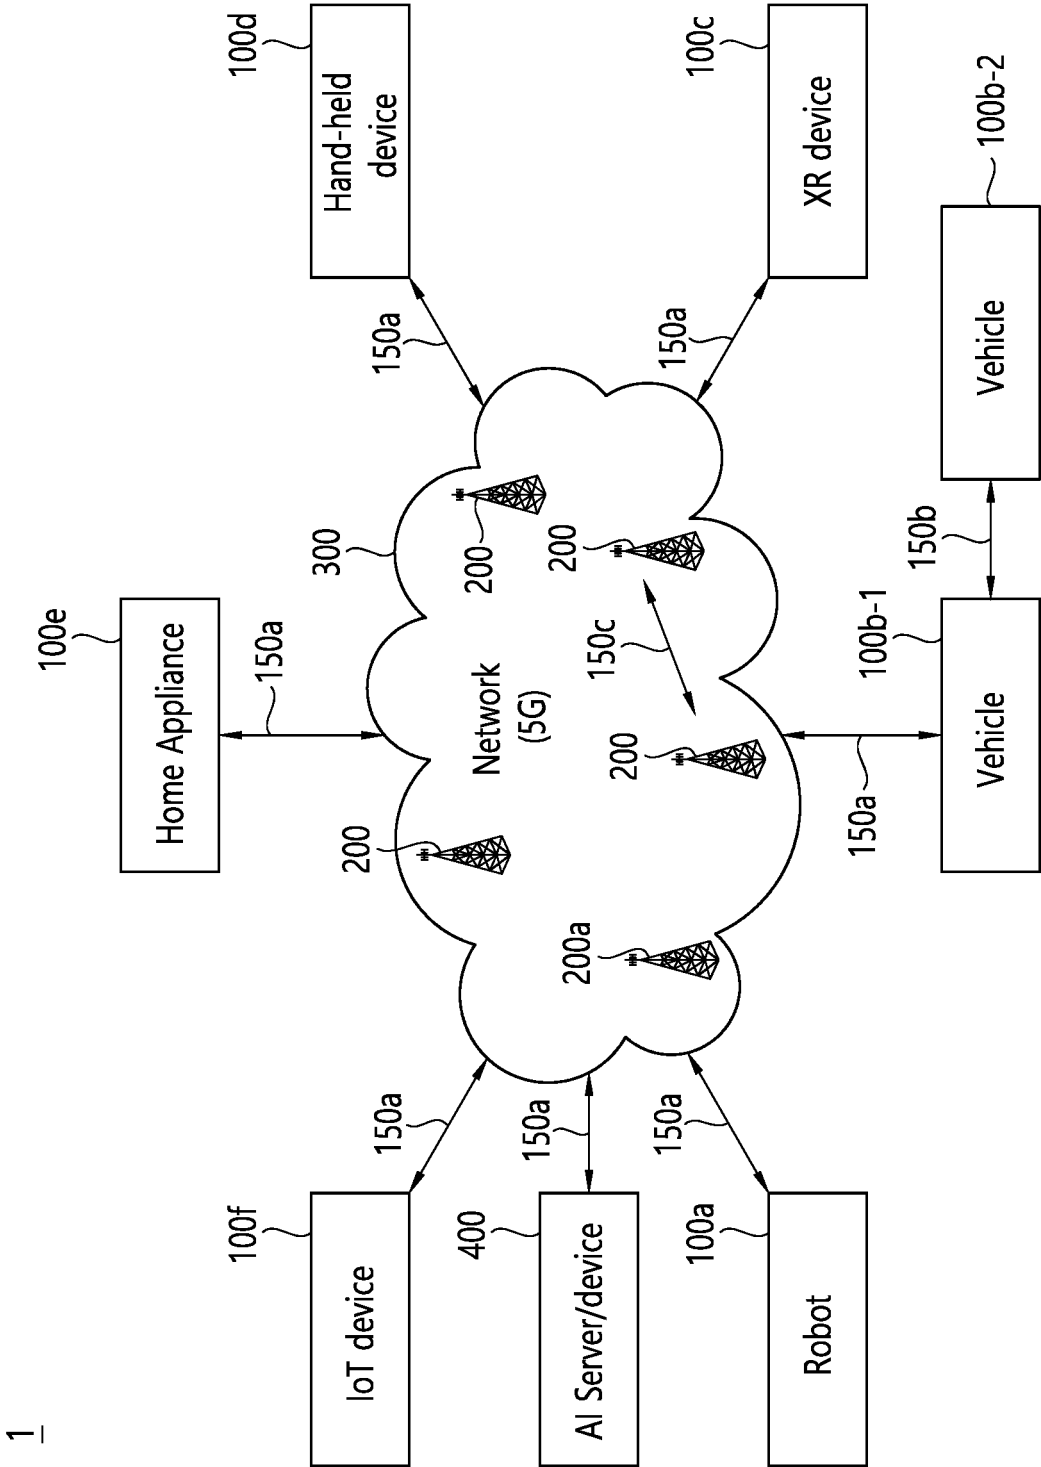 1
100e
Home Appliance
150a
100f
100d
300
200
IoT device
Hand-held
device
150a
150a
400
200
Network
(5G)
150a
200
200a
AI Server/device
150c
200
150a
150a
100a
100c
Robot
XR device
150a
100b-1
150b
Vehicle
Vehicle
100b-2